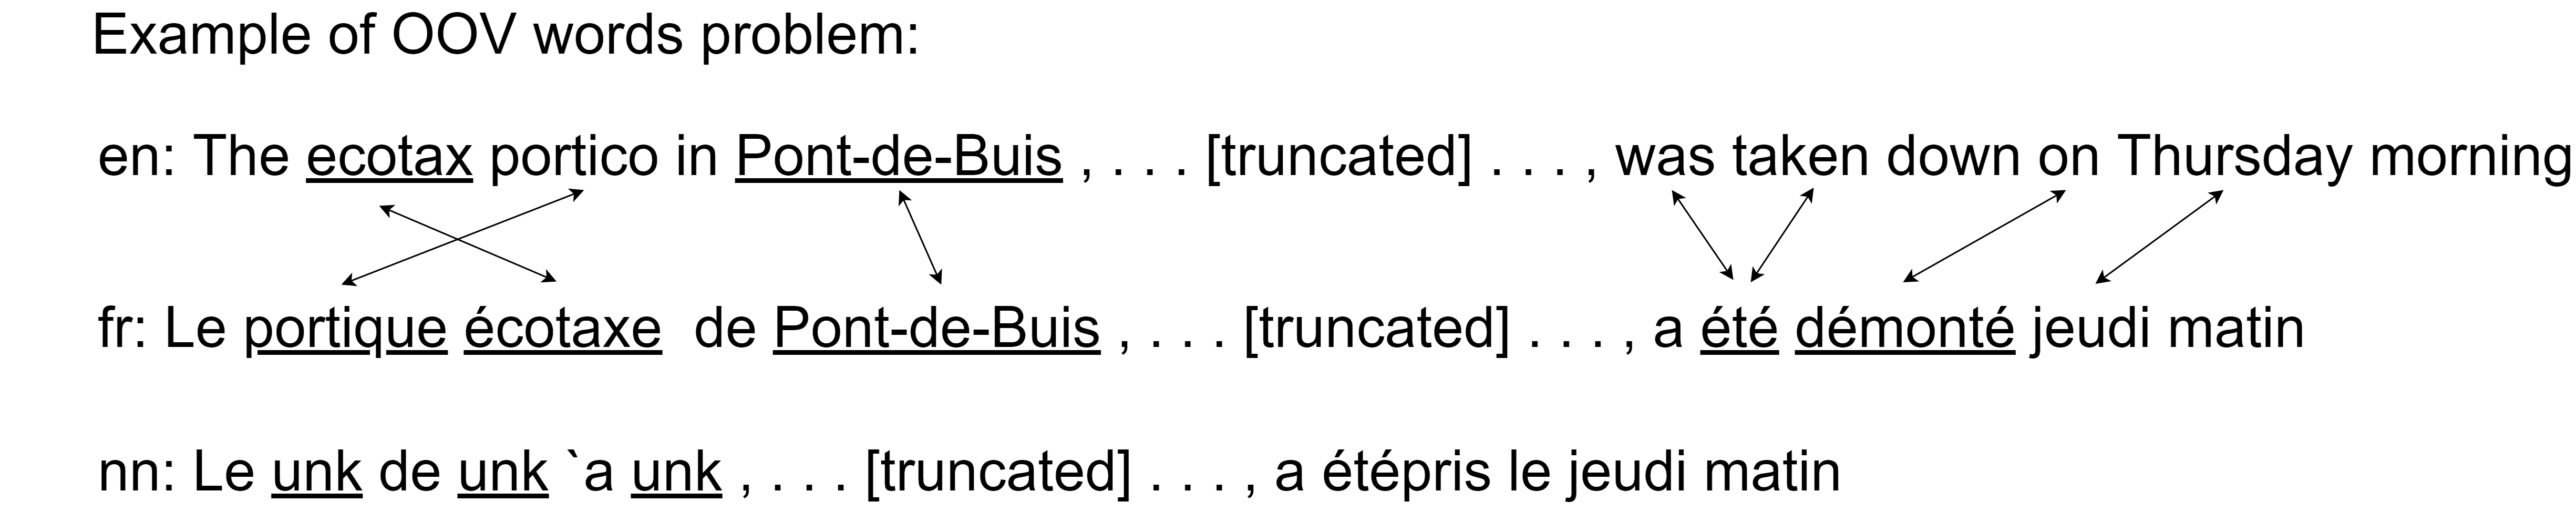 Example of OOV words problem:
en: The ecotax portico in Pont-de-Buis , . . . [truncated] . . . , was taken down on Thursday morning
fr: Le portique écotaxe de Pont-de-Buis , . . . [truncated] . . . , a été démonté jeudi matin
nn: Le unk de unk `a unk , . . . [truncated] . . . , a étépris le jeudi matin